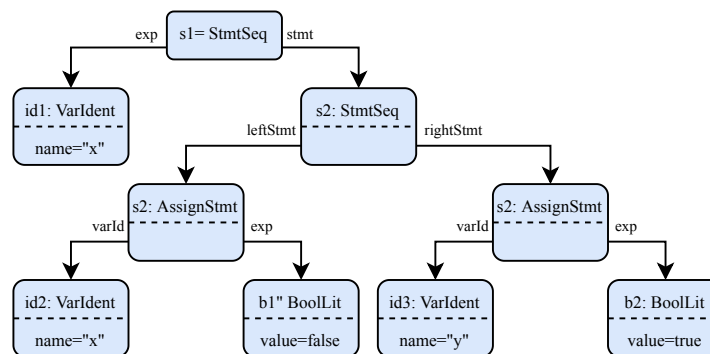 exp
s1= StmtSeq
stmt
id1: VarIdent
name="x"
s2: StmtSeq
leftStmt
rightStmt
s2: AssignStmt
varId
exp
s2: AssignStmt
varId
exp
id2: VarIdent
name="x"
b1" BoolLit
value=false
id3: VarIdent
name="y"
b2: BoolLit
value=true